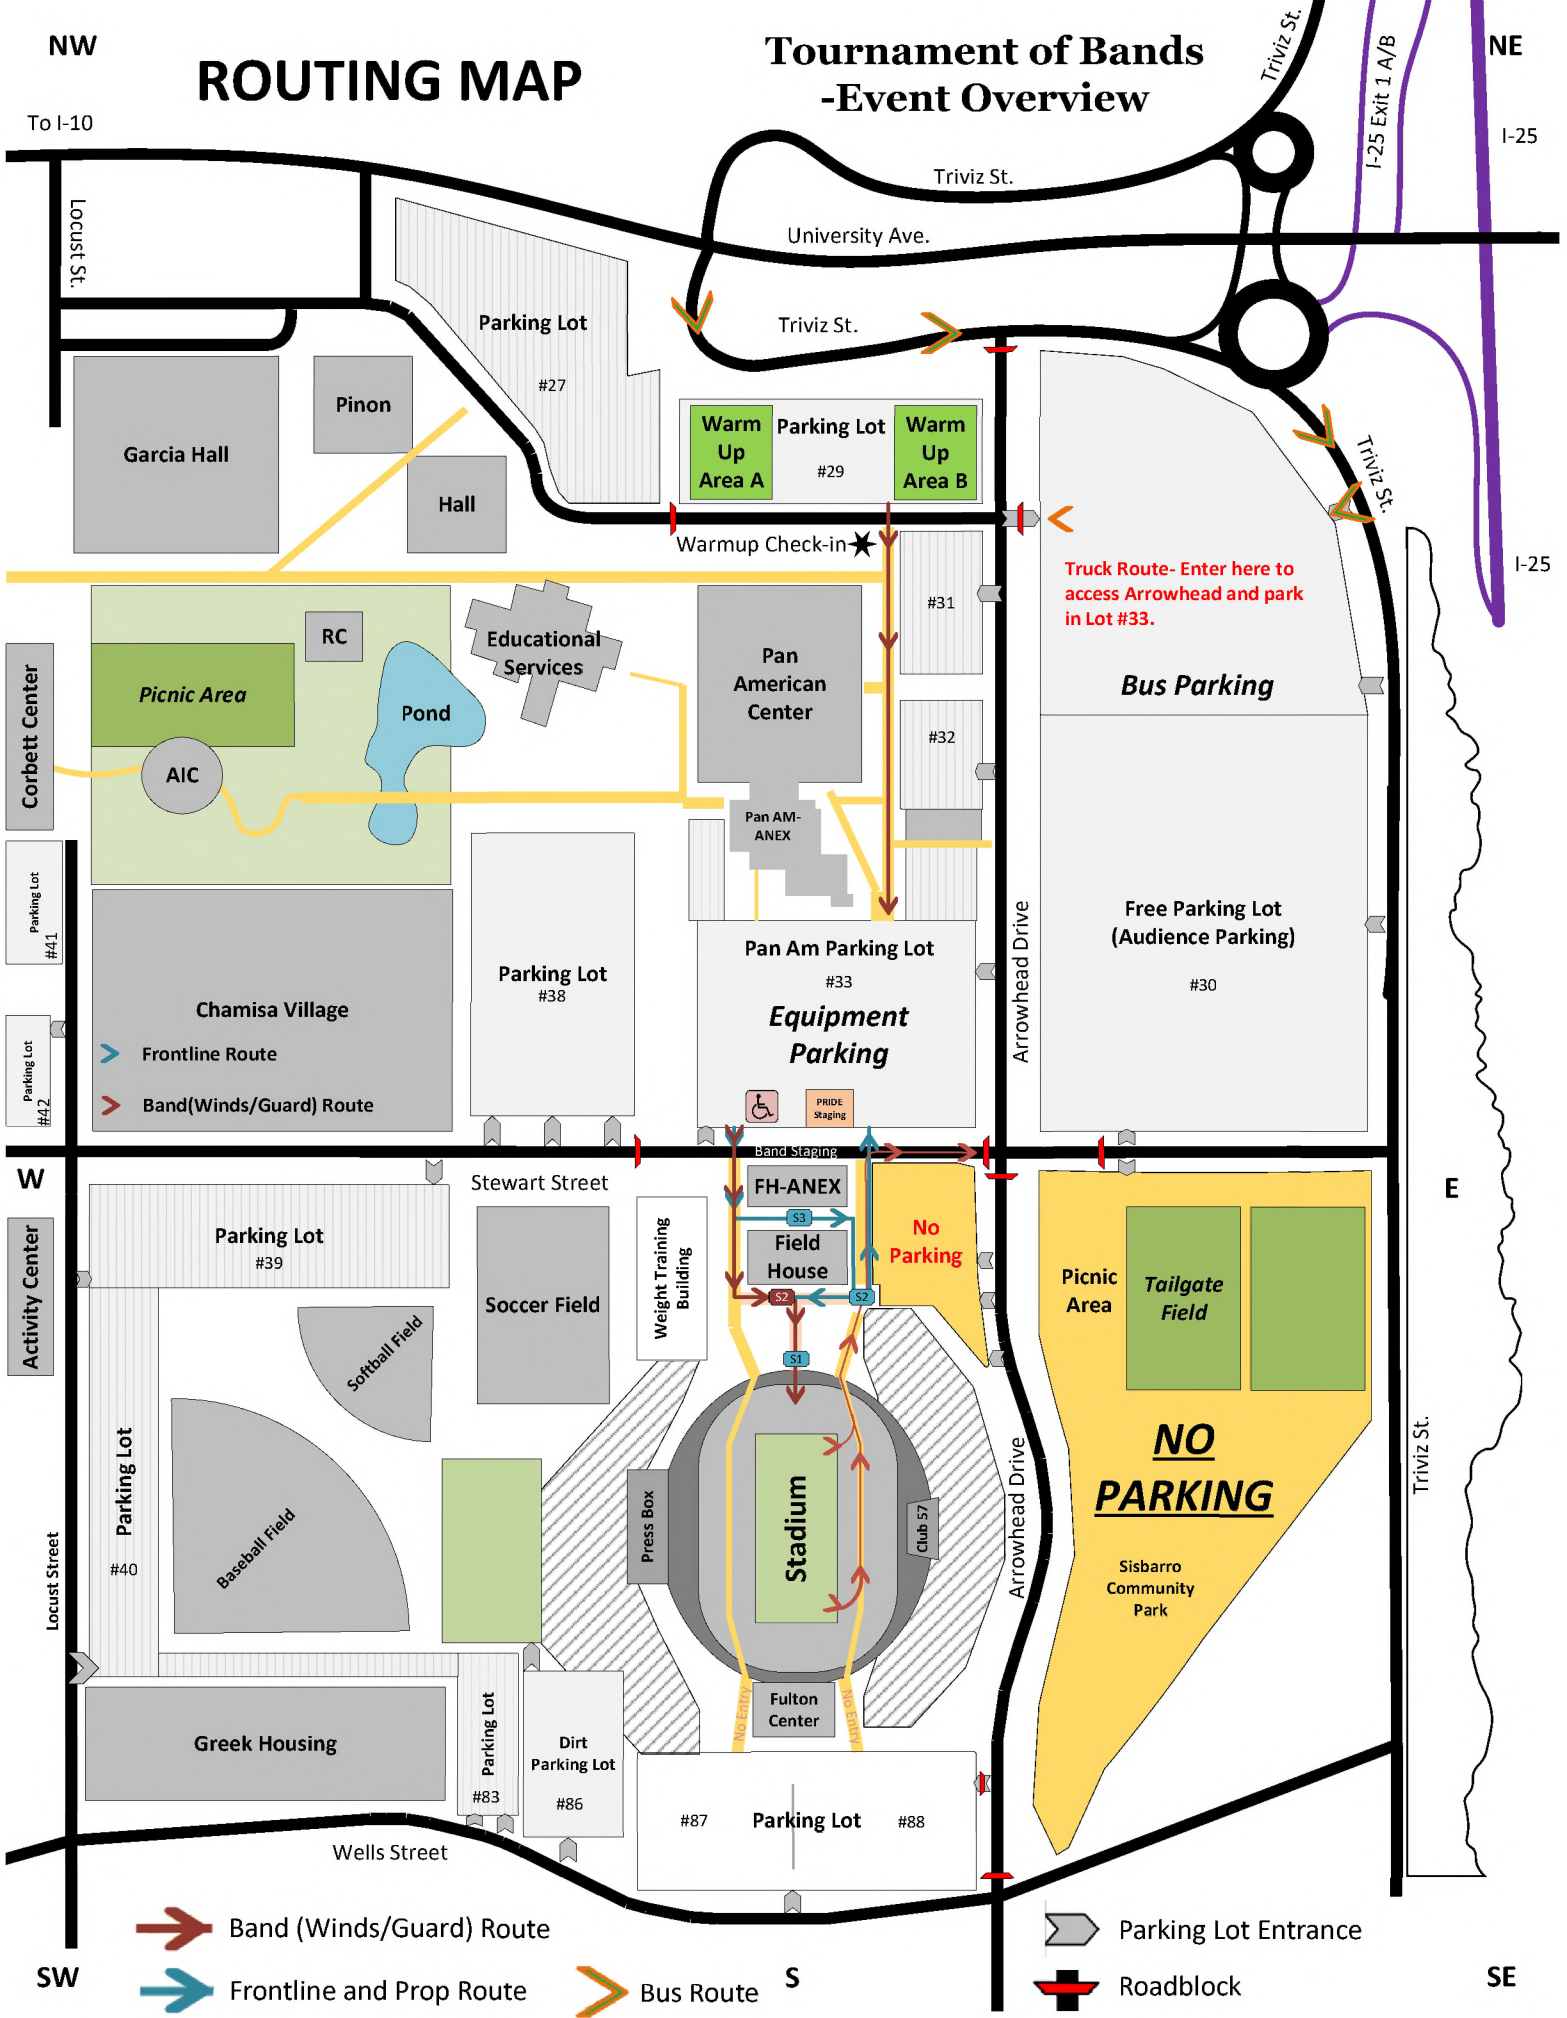 NW
ROUTING MAP
Tournament of Bands
-Event Overview
NE
Triviz St.
I-25 Exit 1 A/B
I-25
To I-10
Triviz St.
University Ave.
Locust St.
Triviz St.
Parking Lot
#27
Garcia Hall
Pinon
Hall
Warm
Up
Area A
Parking Lot
#29
Warm
Up
Area B
Triviz St.
Warmup Check-in
I-25
Truck Route- Enter here to
access Arrowhead and park
in Lot #33.
Bus Parking
#31
#32
RC
Picnic Area
Pond
AIC
Corbett Center
Educational
Services
Pan
American
Center
Pan AM-
ANEX
Parking Lot
#41
Parking Lot
#42
Chamisa Village
Frontline Route
Band(Winds/Guard) Route
Parking Lot
#38
Pan Am Parking Lot
#33
Equipment
Parking
PRIDE
Staging
Arrowhead Drive
Free Parking Lot
(Audience Parking)
#30
Band Staging
W
Stewart Street
E
FH-ANEX
S3
Field
House
S2
S2
S1
No
Parking
Activity Center
Parking Lot
#39
Soccer Field
Weight Training
Building
Picnic
Area
Tailgate
Field
Softball Field
Baseball Field
Parking Lot
#40
Locust Street
Press Box
Stadium
Club 57
Arrowhead Drive
NO
PARKING
Sisbarro
Community
Park
Triviz St.
No Entry
Fulton
Center
No Entry
Greek Housing
Parking Lot
#83
Dirt
Parking Lot
#86
#87
Parking Lot
#88
Wells Street
Band (Winds/Guard) Route
Parking Lot Entrance
SW
Frontline and Prop Route
Bus Route
S
Roadblock
SE